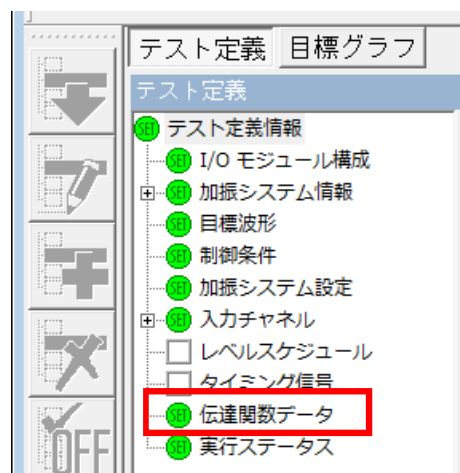 テスト定義 目標グラフ
テスト定義
SET テスト定義情報
SET I/O モジュール構成
SET 加振システム情報
SET 目標波形
SET 制御条件
SET 加振システム設定
SET 入力チャネル
レベルスケジュール
タイミング信号
SET 伝達関数データ
SET 実行ステータス
OFF